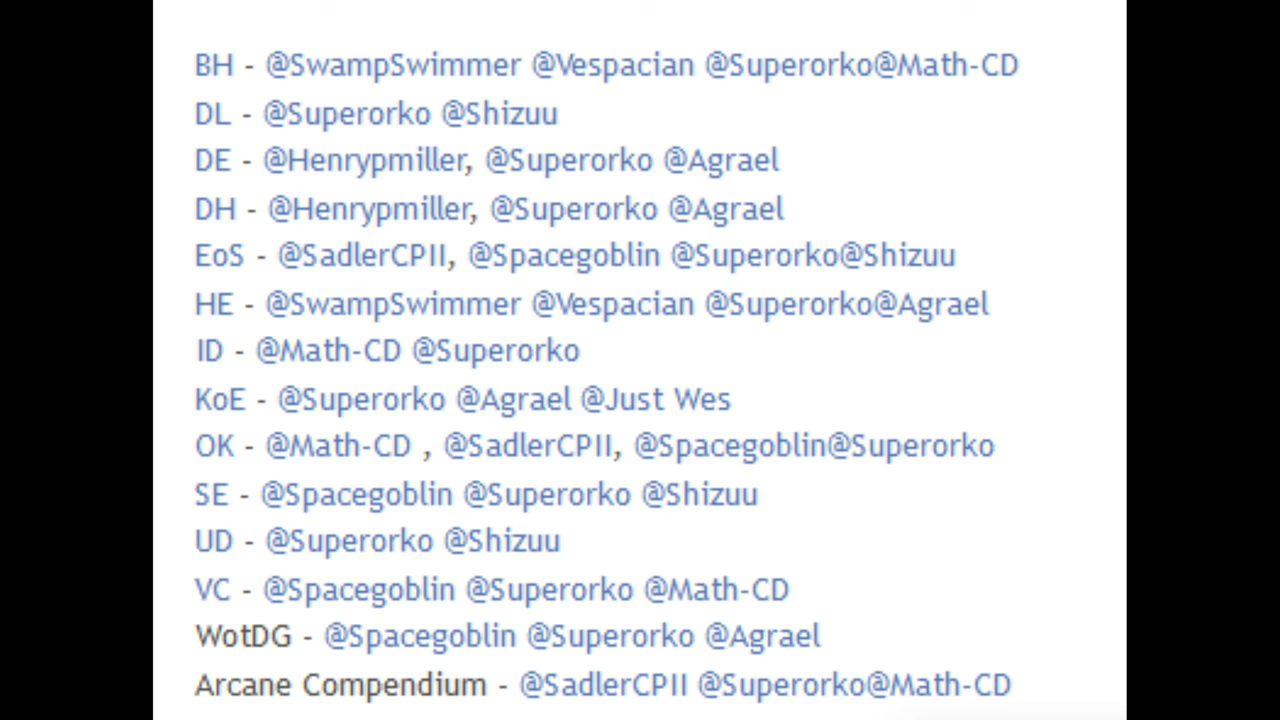 BH - @SwampSwimmer @Vespacian @Superorko@Math-CD
DL - @Superorko @Shizuu
DE - @Henrypmiller, @Superorko @Agrael
DH - @Henrypmiller, @Superorko @Agrael
EoS - @SadlerCPII, @Spacegoblin @Superorko@Shizuu
HE - @SwampSwimmer @Vespacian @Superorko@Agrael
ID - @Math-CD @Superorko
KoE - @Superorko @Agrael @Just Wes
OK - @Math-CD , @SadlerCPII, @Spacegoblin@Superorko
SE - @Spacegoblin @Superorko @Shizuu
UD - @Superorko @Shizuu
VC - @Spacegoblin @Superorko @Math-CD
WotDG - @Spacegoblin @Superorko @Agrael
Arcane Compendium - @SadlerCPII @Superorko@Math-CD